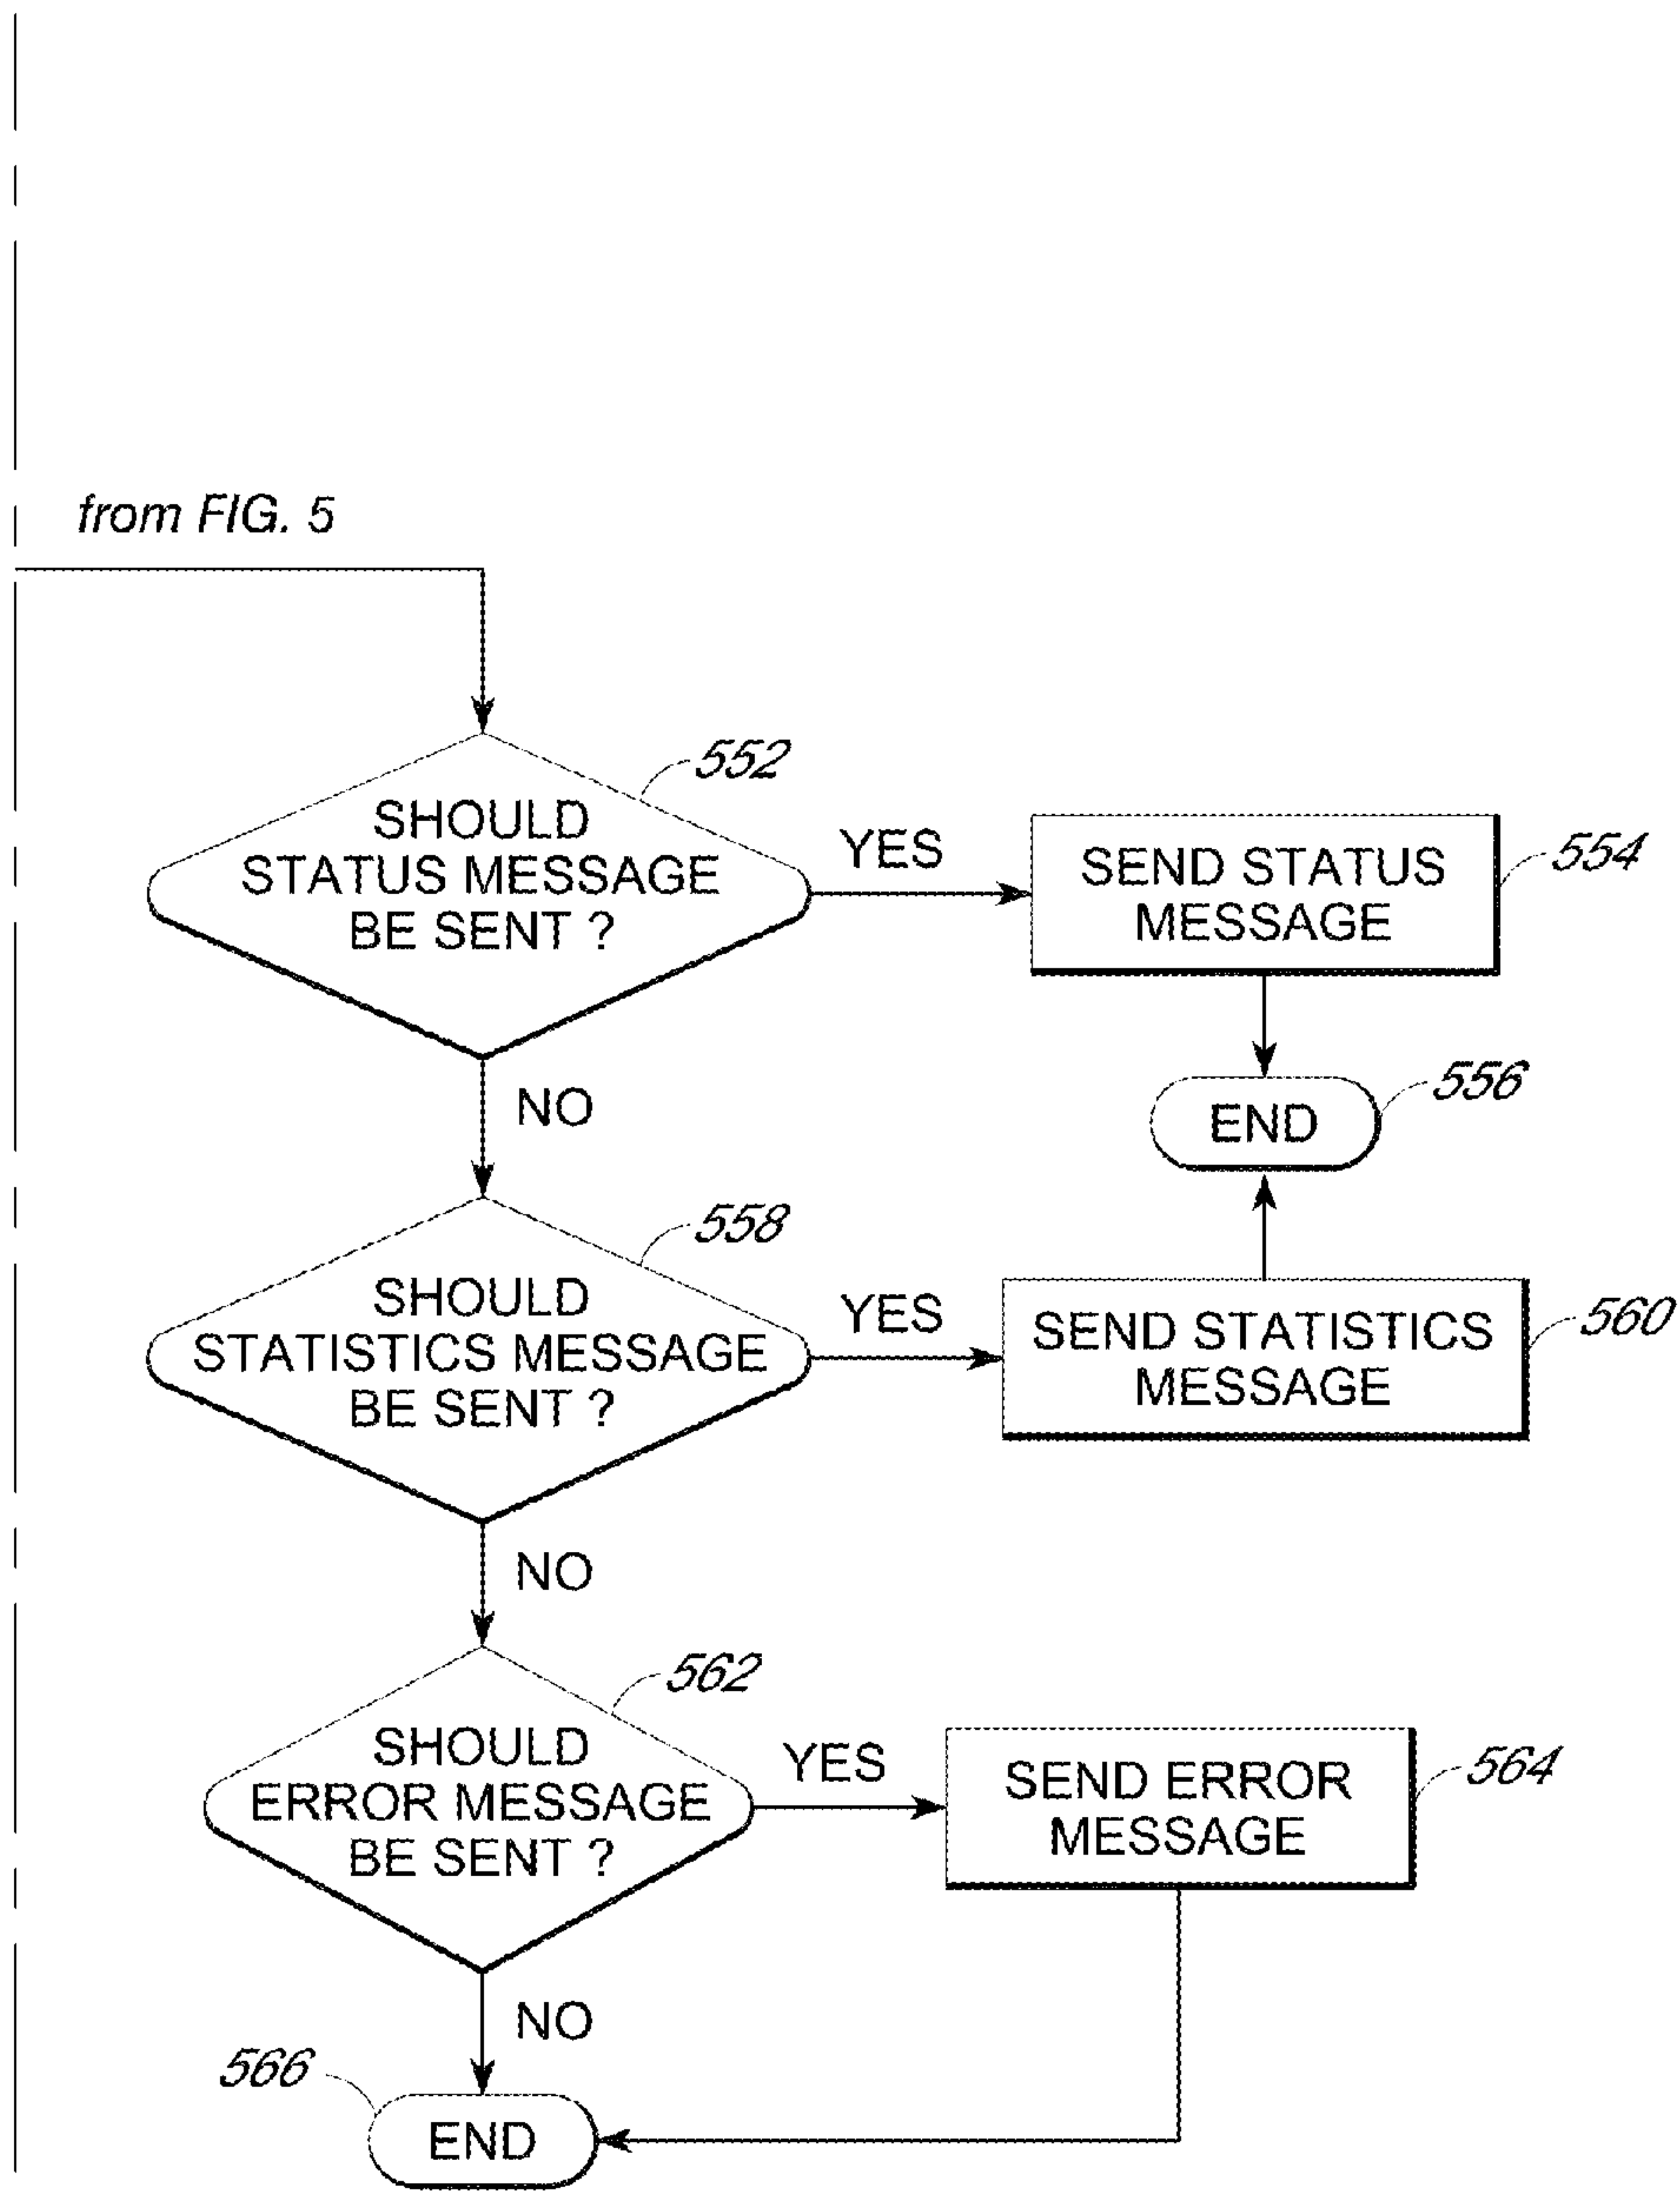 from FIG. 5
552
SHOULD
STATUS MESSAGE
BE SENT ?
YES
SEND STATUS
MESSAGE
554
NO
END
556
558
SHOULD
STATISTICS MESSAGE
BE SENT ?
YES
SEND STATISTICS
MESSAGE
560
NO
562
SHOULD
ERROR MESSAGE
BE SENT ?
YES
SEND ERROR
MESSAGE
564
NO
566
END